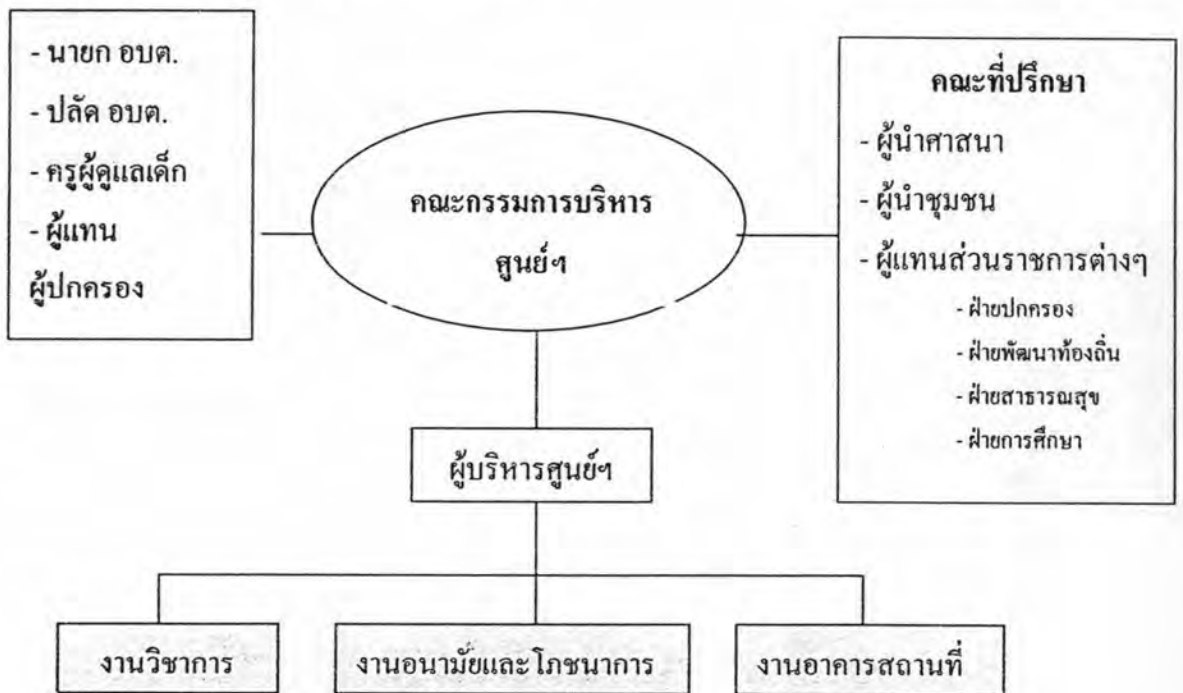 - นายก อบต.
- ปลัด อบต.
- ครูผู้ดูแลเด็ก
- ผู้แทน
ผู้ปกครอง
คณะกรรมการบริหาร
ศูนย์ฯ
คณะที่ปรึกษา
- ผู้นำศาสนา
- ผู้นำชุมชน
- ผู้แทนส่วนราชการต่างๆ
- ฝ่ายปกครอง
- ฝ่ายพัฒนาท้องถิ่น
- ฝ่ายสาธารณสุข
- ฝ่ายการศึกษา
ผู้บริหารศูนย์ฯ
งานวิชาการ
งานอนามัยและโภชนาการ
งานอาคารสถานที่